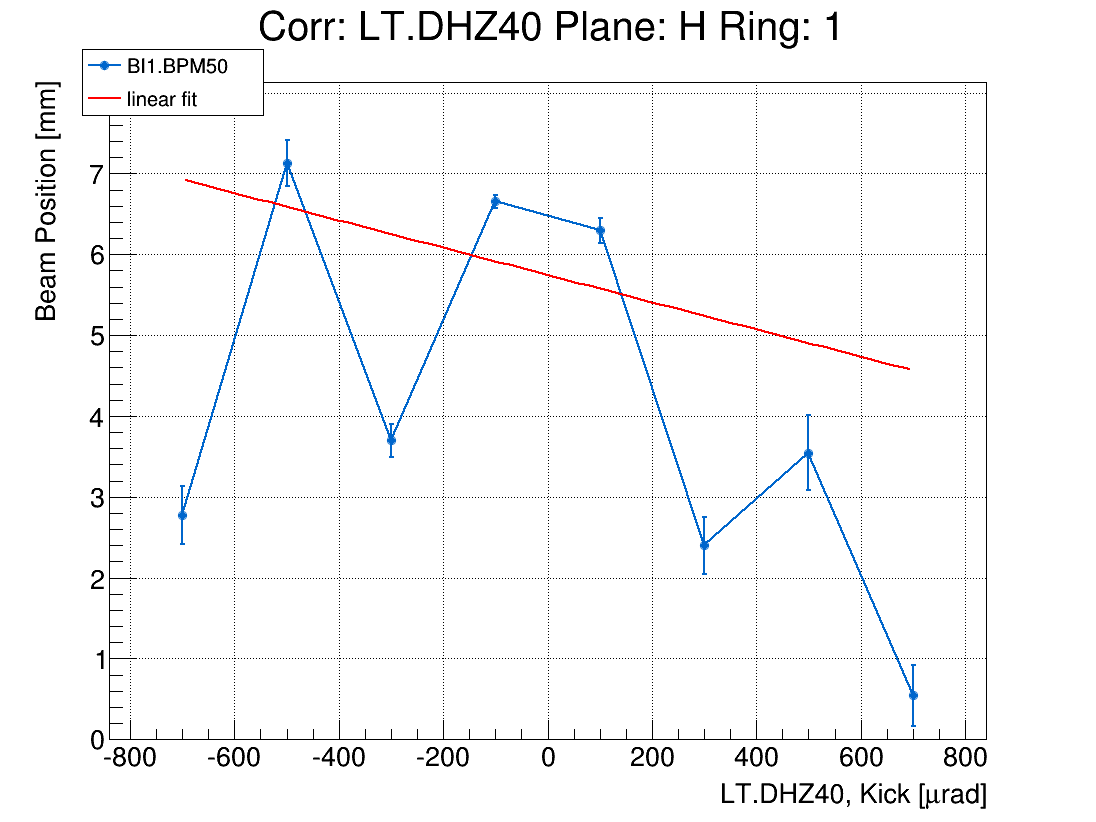 Corr: LT.DHZ40 Plane: H Ring: 1
BI1.BPM50
linear fit
Beam Position [mm]
7
6
5
4
3
2
1
0
-800 -600 -400 -200 0 200 400 600 800
LT.DHZ40, Kick [μrad]